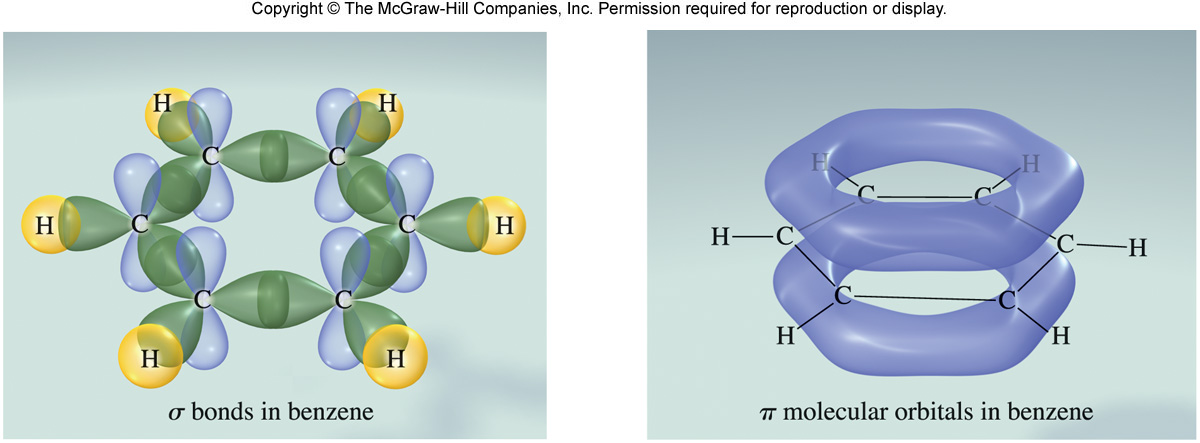 Copyright © The McGraw-Hill Companies, Inc. Permission required for reproduction or display.
H H
C C
H C C H
C C
H H
σ bonds in benzene
H H
C C
H C C H
C C
H H
π molecular orbitals in benzene